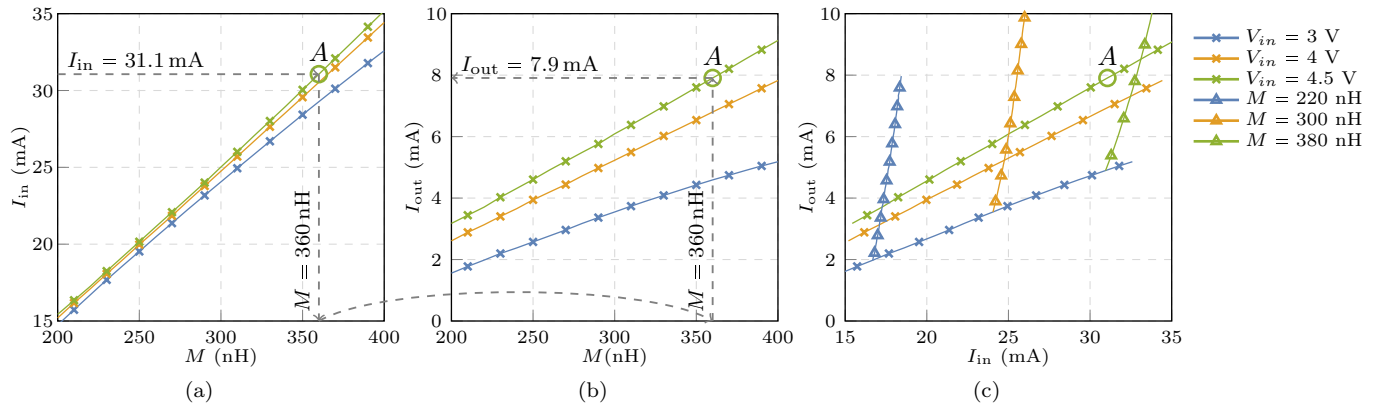 35
30
25
20
15
I_in (mA)
I_in = 31.1 mA
A
M = 360 nH
200 250 300 350 400
M (nH)
(a)
10
8
6
4
2
0
I_out (mA)
I_out = 7.9 mA
A
M = 360 nH
200 250 300 350 400
M(nH)
(b)
10
8
6
4
2
0
I_out (mA)
A
15 20 25 30 35
I_in (mA)
(c)
V_in = 3 V
V_in = 4 V
V_in = 4.5 V
M = 220 nH
M = 300 nH
M = 380 nH